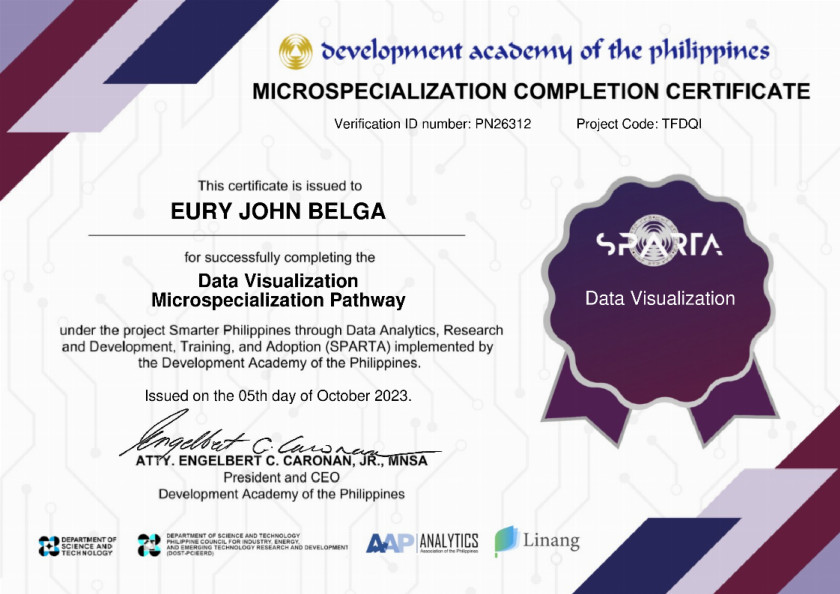 development academy of the philippines
MICROSPECIALIZATION COMPLETION CERTIFICATE
Verification ID number: PN26312 Project Code: TFDQI
This certificate is issued to
EURY JOHN BELGA
for successfully completing the
Data Visualization
Microspecialization Pathway
under the project Smarter Philippines through Data Analytics, Research
and Development, Training, and Adoption (SPARTA) implemented by
the Development Academy of the Philippines.
Issued on the 05th day of October 2023.
Engelbert C. Caronan
ATTY. ENGELBERT C. CARONAN, JR., MNSA
President and CEO
Development Academy of the Philippines
SPARTA
Data Visualization
DEPARTMENT OF
SCIENCE AND
TECHNOLOGY
DEPARTMENT OF SCIENCE AND TECHNOLOGY
PHILIPPINE COUNCIL FOR INDUSTRY, ENERGY,
AND EMERGING TECHNOLOGY RESEARCH AND DEVELOPMENT
(DOST-PCIEERD)
AAP ANALYTICS
Association of the Philippines
Linang